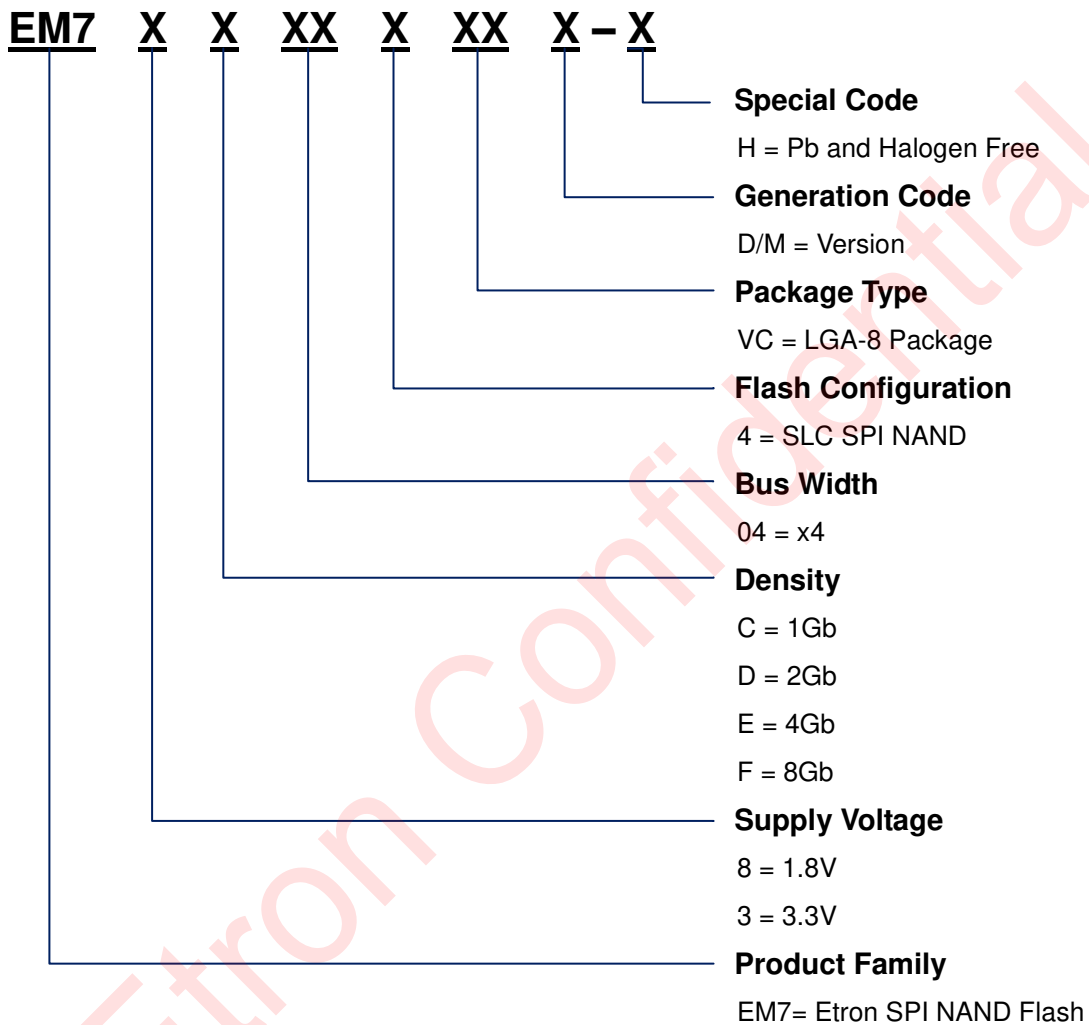 EM7 X X XX X XX X – X
Special Code
H = Pb and Halogen Free
Generation Code
D/M = Version
Package Type
VC = LGA-8 Package
Flash Configuration
4 = SLC SPI NAND
Bus Width
04 = x4
Density
C = 1Gb
D = 2Gb
E = 4Gb
F = 8Gb
Supply Voltage
8 = 1.8V
3 = 3.3V
Product Family
EM7= Etron SPI NAND Flash
Etron Confidential